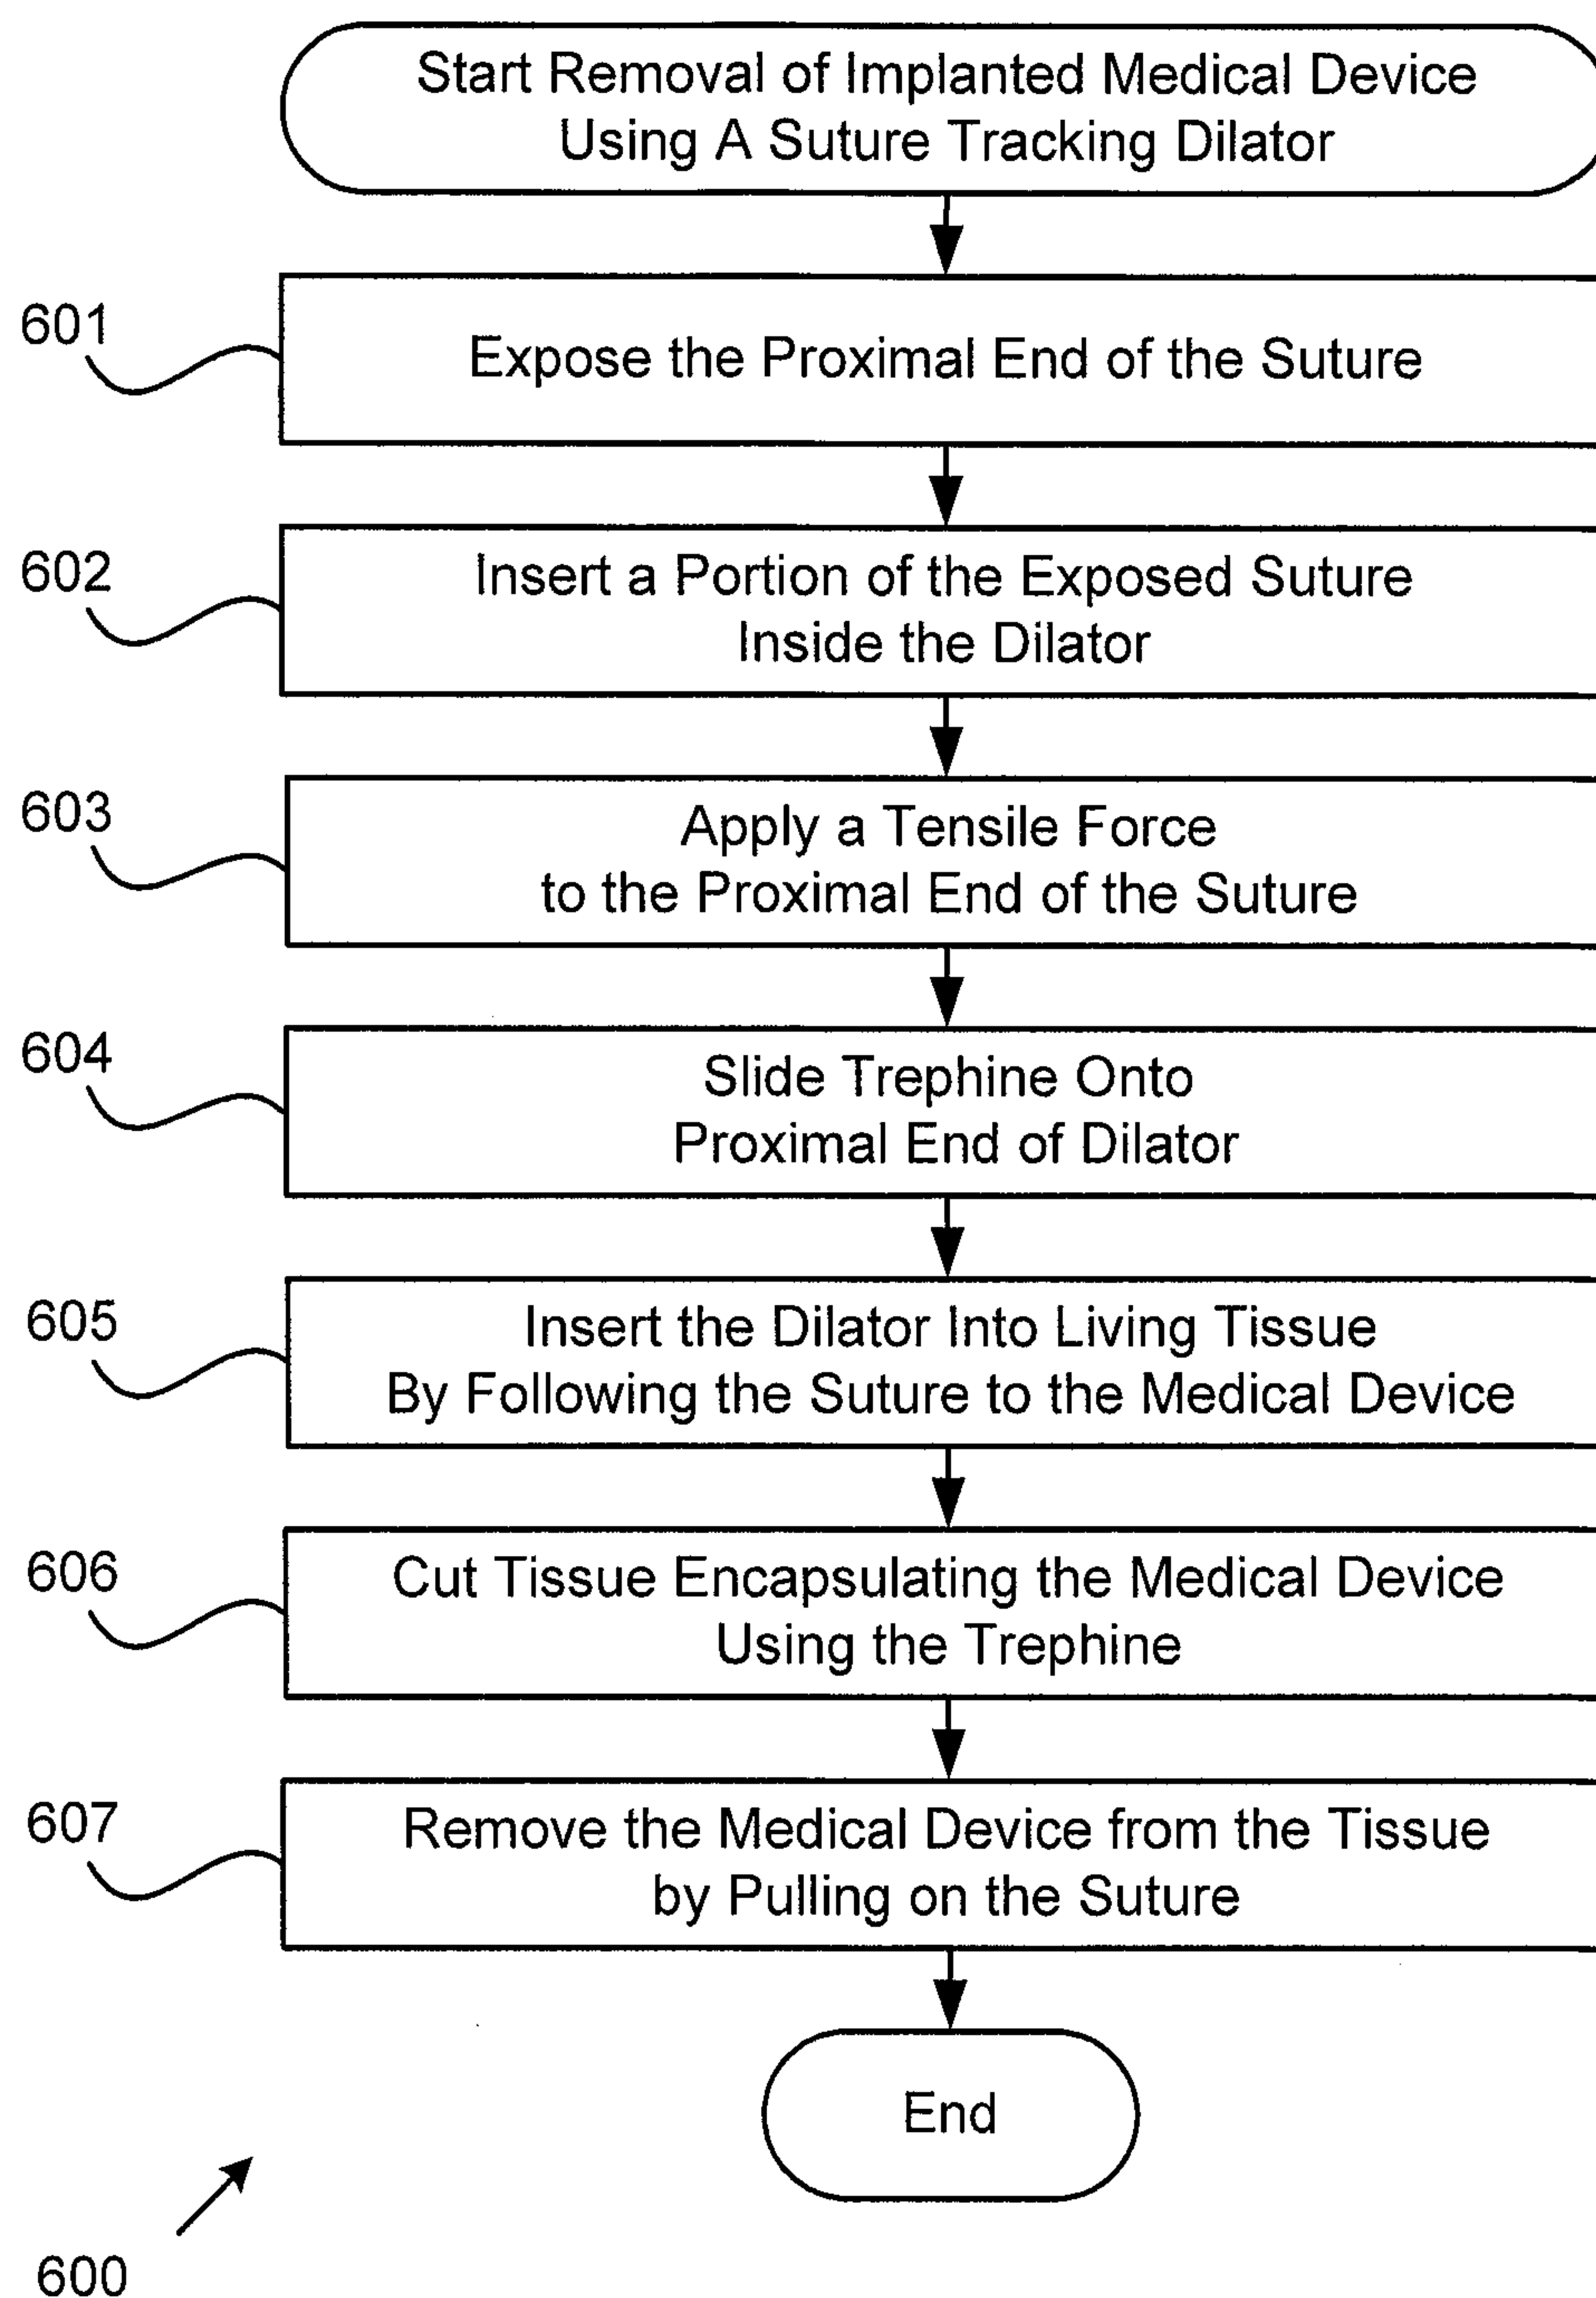 Start Removal of Implanted Medical Device
Using A Suture Tracking Dilator
601
Expose the Proximal End of the Suture
602
Insert a Portion of the Exposed Suture
Inside the Dilator
603
Apply a Tensile Force
to the Proximal End of the Suture
604
Slide Trephine Onto
Proximal End of Dilator
605
Insert the Dilator Into Living Tissue
By Following the Suture to the Medical Device
606
Cut Tissue Encapsulating the Medical Device
Using the Trephine
607
Remove the Medical Device from the Tissue
by Pulling on the Suture
End
600